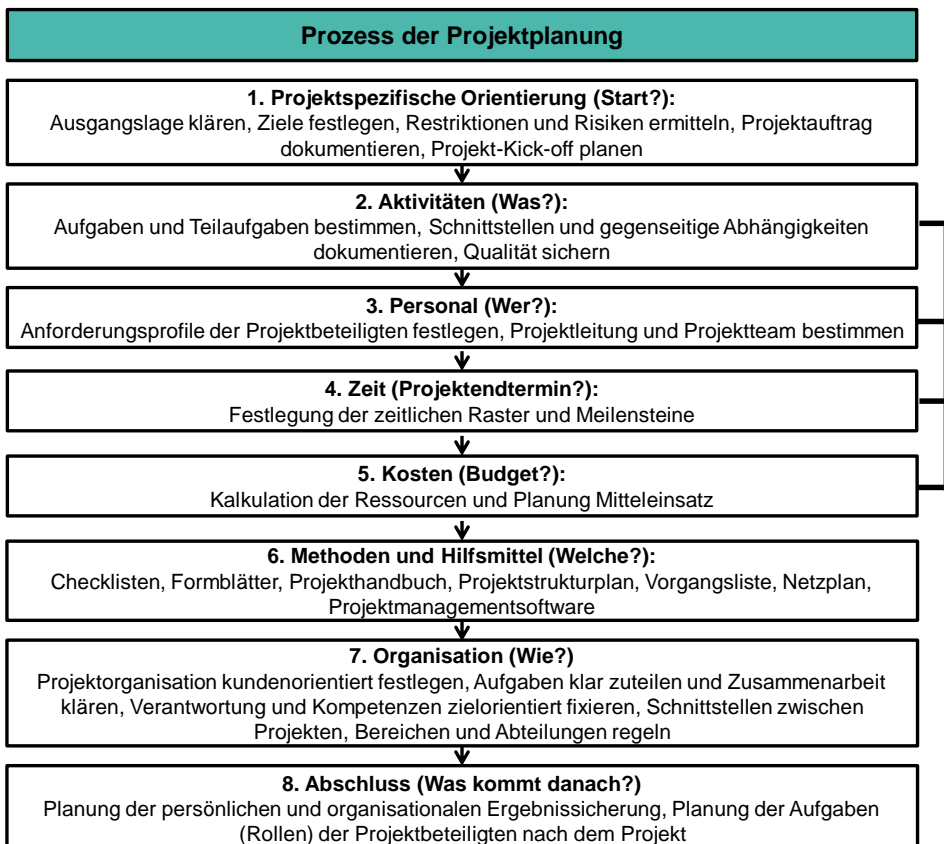 Prozess der Projektplanung
1. Projektspezifische Orientierung (Start?):
Ausgangslage klären, Ziele festlegen, Restriktionen und Risiken ermitteln, Projektauftrag
dokumentieren, Projekt-Kick-off planen
2. Aktivitäten (Was?):
Aufgaben und Teilaufgaben bestimmen, Schnittstellen und gegenseitige Abhängigkeiten
dokumentieren, Qualität sichern
3. Personal (Wer?):
Anforderungsprofile der Projektbeteiligten festlegen, Projektleitung und Projektteam bestimmen
4. Zeit (Projektendtermin?):
Festlegung der zeitlichen Raster und Meilensteine
5. Kosten (Budget?):
Kalkulation der Ressourcen und Planung Mitteleinsatz
6. Methoden und Hilfsmittel (Welche?):
Checklisten, Formblätter, Projekthandbuch, Projektstrukturplan, Vorgangsliste, Netzplan,
Projektmanagementsoftware
7. Organisation (Wie?)
Projektorganisation kundenorientiert festlegen, Aufgaben klar zuteilen und Zusammenarbeit
klären, Verantwortung und Kompetenzen zielorientiert fixieren, Schnittstellen zwischen
Projekten, Bereichen und Abteilungen regeln
8. Abschluss (Was kommt danach?)
Planung der persönlichen und organisationalen Ergebnissicherung, Planung der Aufgaben
(Rollen) der Projektbeteiligten nach dem Projekt